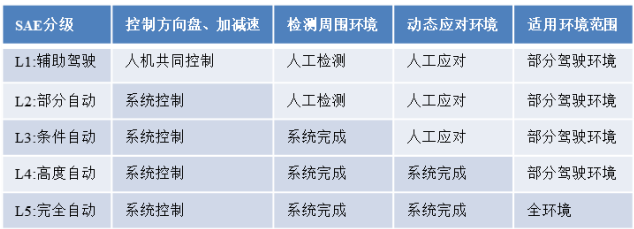 SAE分级 控制方向盘、加减速 检测周围环境 动态应对环境 适用环境范围
L1:辅助驾驶 人机共同控制 人工检测 人工应对 部分驾驶环境
L2:部分自动 系统控制 人工检测 人工应对 部分驾驶环境
L3:条件自动 系统控制 系统完成 人工应对 部分驾驶环境
L4:高度自动 系统控制 系统完成 系统完成 部分驾驶环境
L5:完全自动 系统控制 系统完成 系统完成 全环境